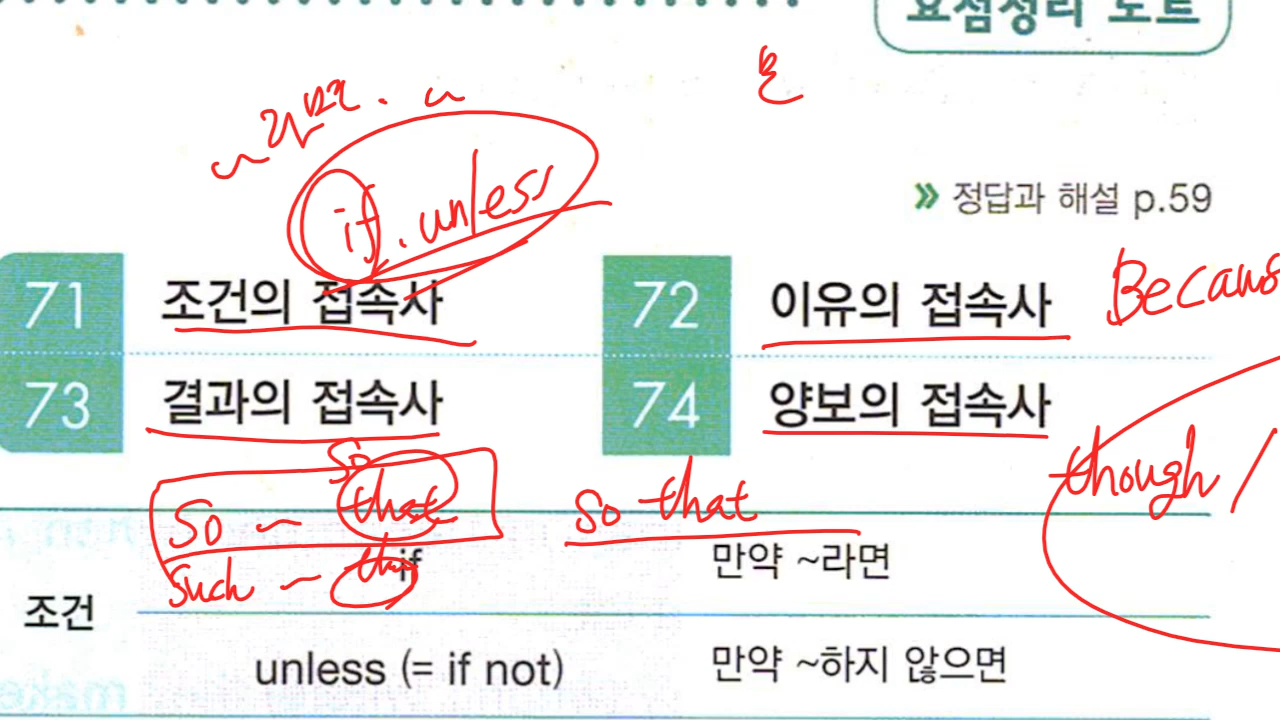 요점정리 노트
~라면. ~
if. unless
정답과 해설 p.59
71 조건의 접속사
72 이유의 접속사 Becaus
73 결과의 접속사
74 양보의 접속사
so
so ~ that
so that
though /
such ~
조건
if 만약 ~라면
unless (= if not) 만약 ~하지 않으면